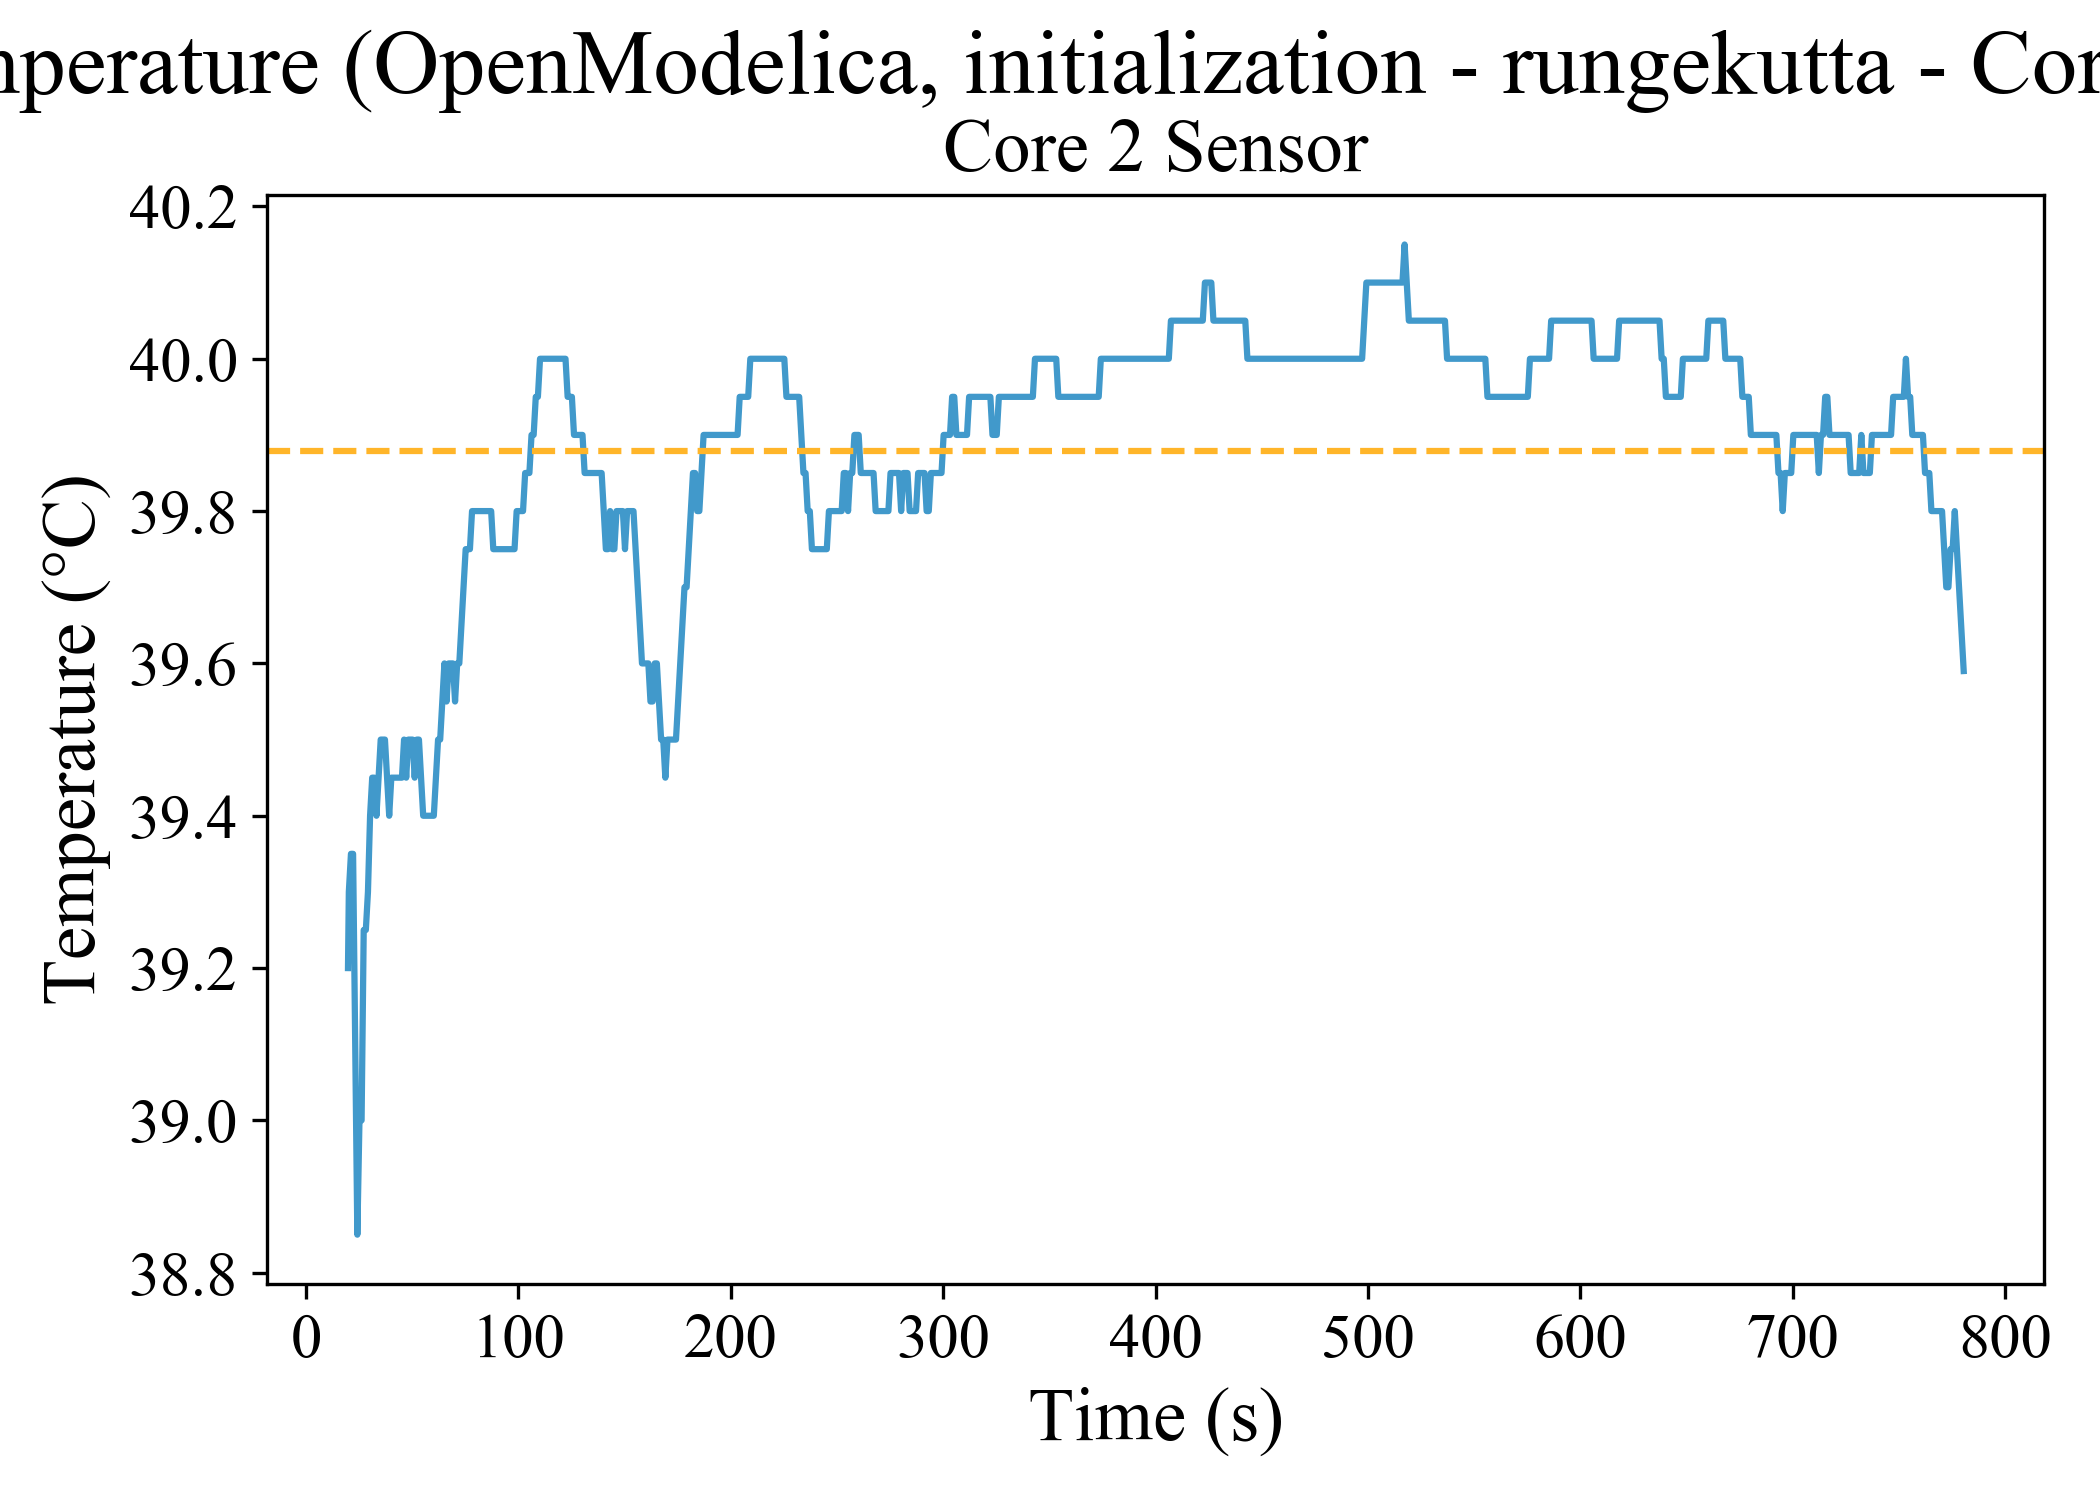 nperature (OpenModelica, initialization - rungekutta - Cor
Core 2 Sensor
40.2
40.0
39.8
39.6
39.4
39.2
39.0
38.8
Temperature (°C)
0 100 200 300 400 500 600 700 800
Time (s)